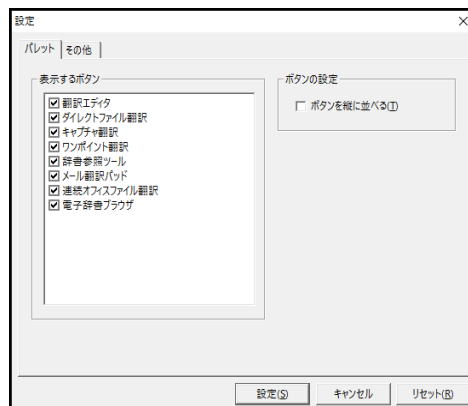 設定
パレット
その他
表示するボタン
翻訳エディタ
ダイレクトファイル翻訳
キャプチャ翻訳
ワンポイント翻訳
辞書参照ツール
メール翻訳パッド
連続オフィスファイル翻訳
電子辞書ブラウザ
ボタンの設定
ボタンを縦に並べる(T)
設定(S)
キャンセル
リセット(R)